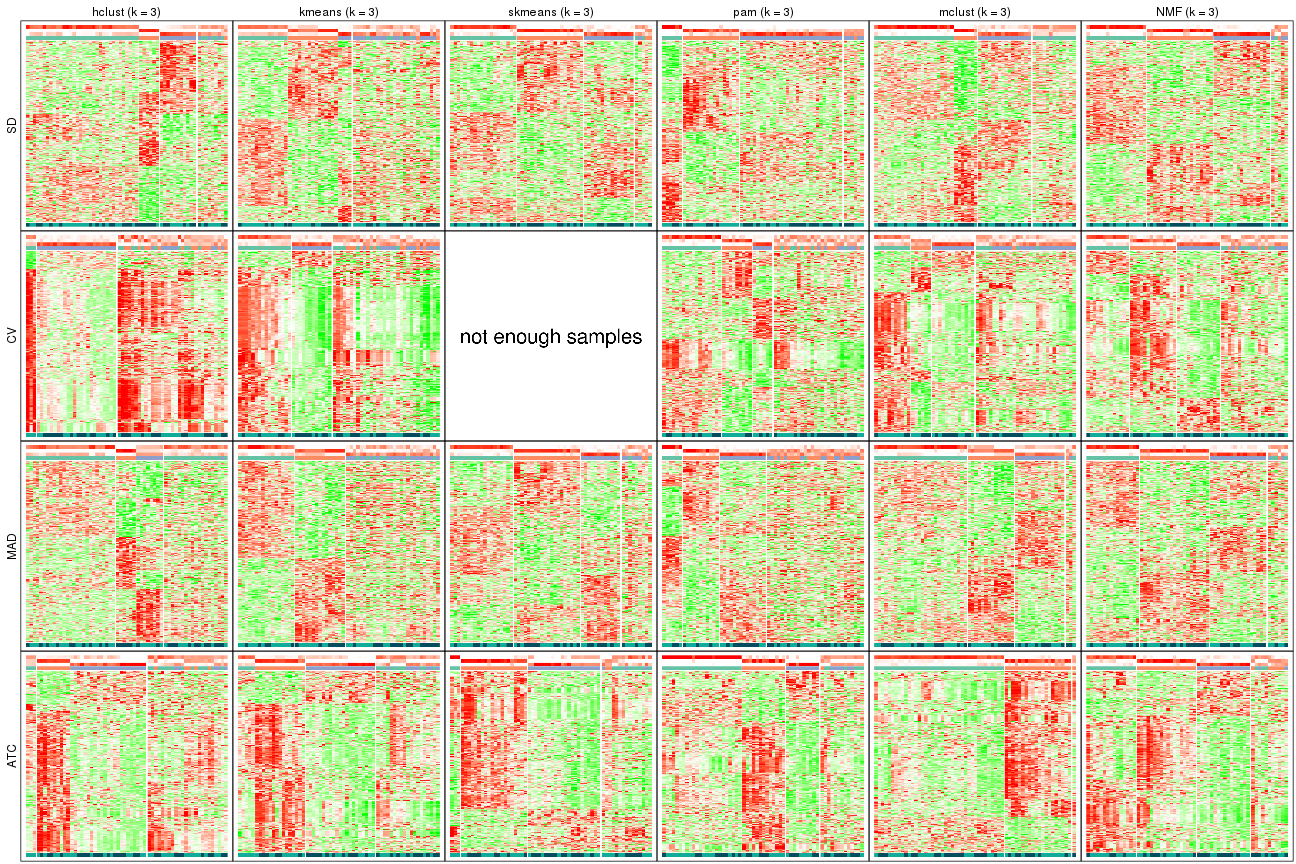 hclust (k = 3)
kmeans (k = 3)
skmeans (k = 3)
pam (k = 3)
mclust (k = 3)
NMF (k = 3)
SD
CV
not enough samples
MAD
ATC